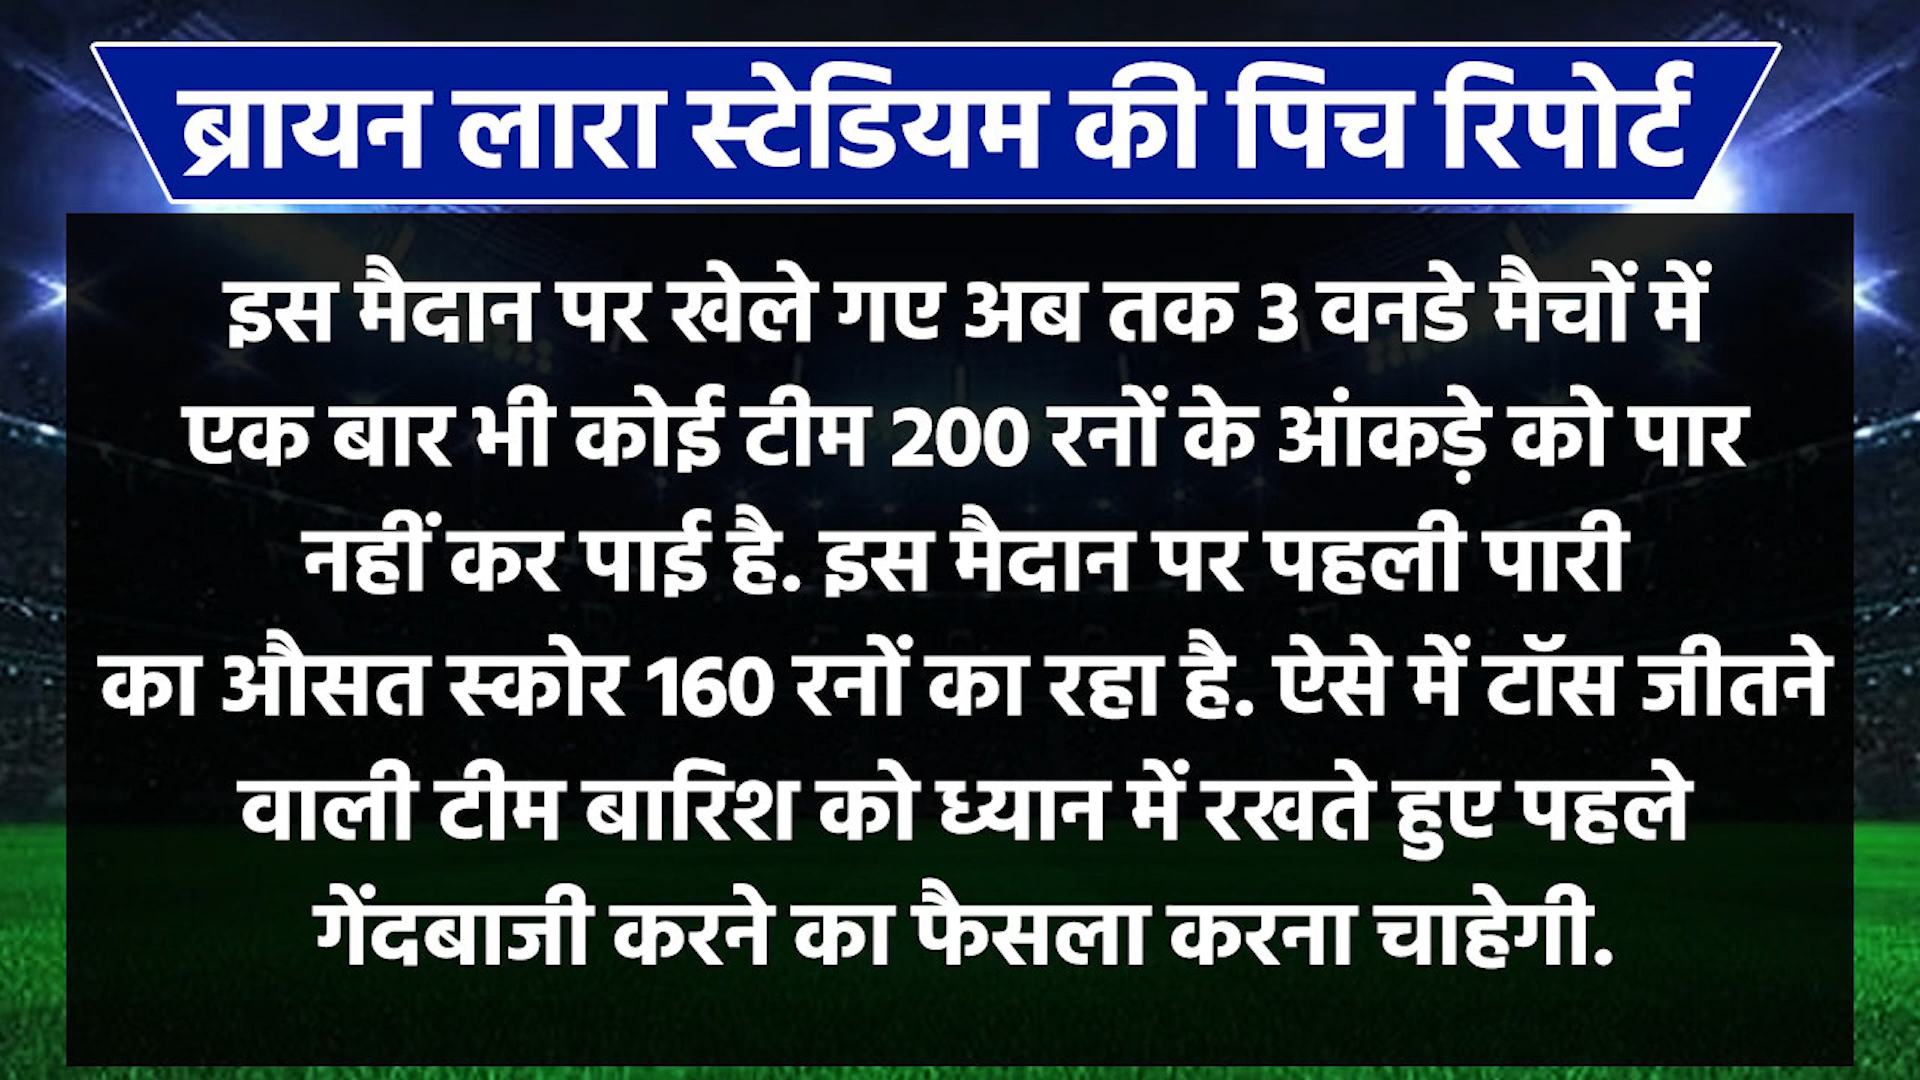 ब्रायन लारा स्टेडियम की पिच रिपोर्ट
इस मैदान पर खेले गए अब तक 3 वनडे मैचों में
एक बार भी कोई टीम 200 रनों के आंकड़े को पार
नहीं कर पाई है. इस मैदान पर पहली पारी
का औसत स्कोर 160 रनों का रहा है. ऐसे में टॉस जीतने
वाली टीम बारिश को ध्यान में रखते हुए पहले
गेंदबाजी करने का फैसला करना चाहेगी.